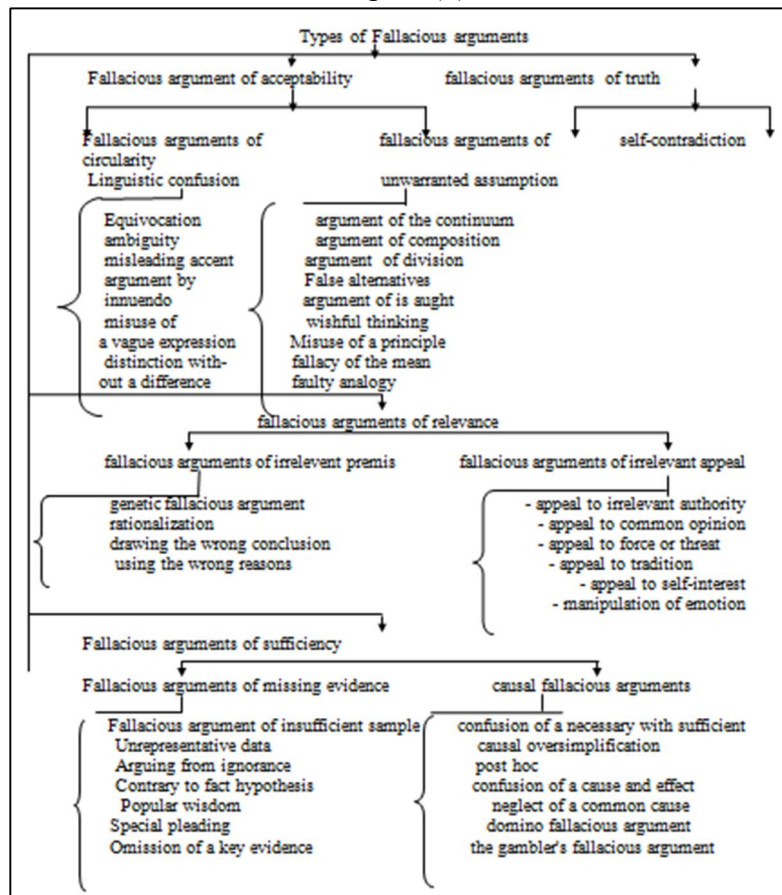 Types of Fallacious arguments
Fallacious argument of acceptability fallacious arguments of truth
Fallacious arguments of fallacious arguments of self-contradiction
circularity
Linguistic confusion unwarranted assumption
Equivocation argument of the continuum
ambiguity argument of composition
misleading accent argument of division
argument by False alternatives
innuendo argument of is aught
misuse of wishful thinking
a vague expression Misuse of a principle
distinction with- fallacy of the mean
out a difference faulty analogy
fallacious arguments of relevance
fallacious arguments of irrelevent premis fallacious arguments of irrelevant appeal
genetic fallacious argument - appeal to irrelevant authority
rationalization - appeal to common opinion
drawing the wrong conclusion - appeal to force or threat
using the wrong reasons - appeal to tradition
- appeal to self-interest
- manipulation of emotion
Fallacious arguments of sufficiency
Fallacious arguments of missing evidence causal fallacious arguments
Fallacious argument of insufficient sample confusion of a necessary with sufficient
Unrepresentative data causal oversimplification
Arguing from ignorance post hoc
Contrary to fact hypothesis confusion of a cause and effect
Popular wisdom neglect of a common cause
Special pleading domino fallacious argument
Omission of a key evidence the gambler's fallacious argument